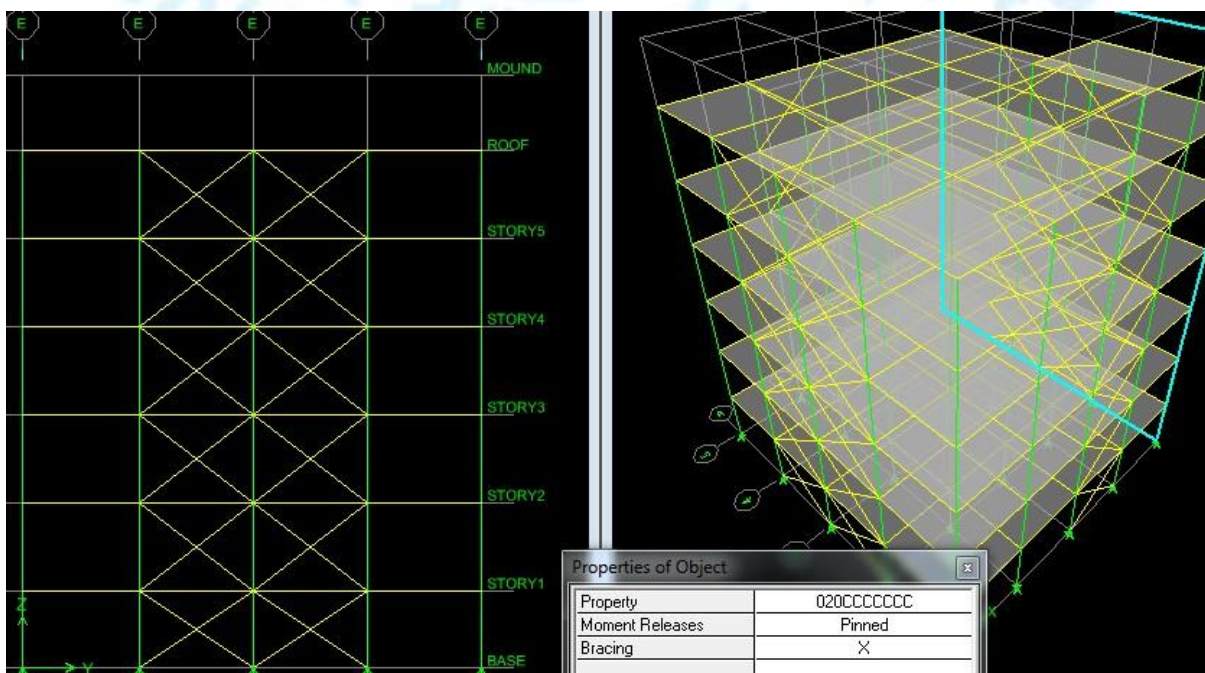 E E E E E
MOUND
ROOF
STORY5
STORY4
STORY3
STORY2
STORY1
Z
Y
BASE
Properties of Object
Property 020CCCCCCC
Moment Releases Pinned
Bracing X